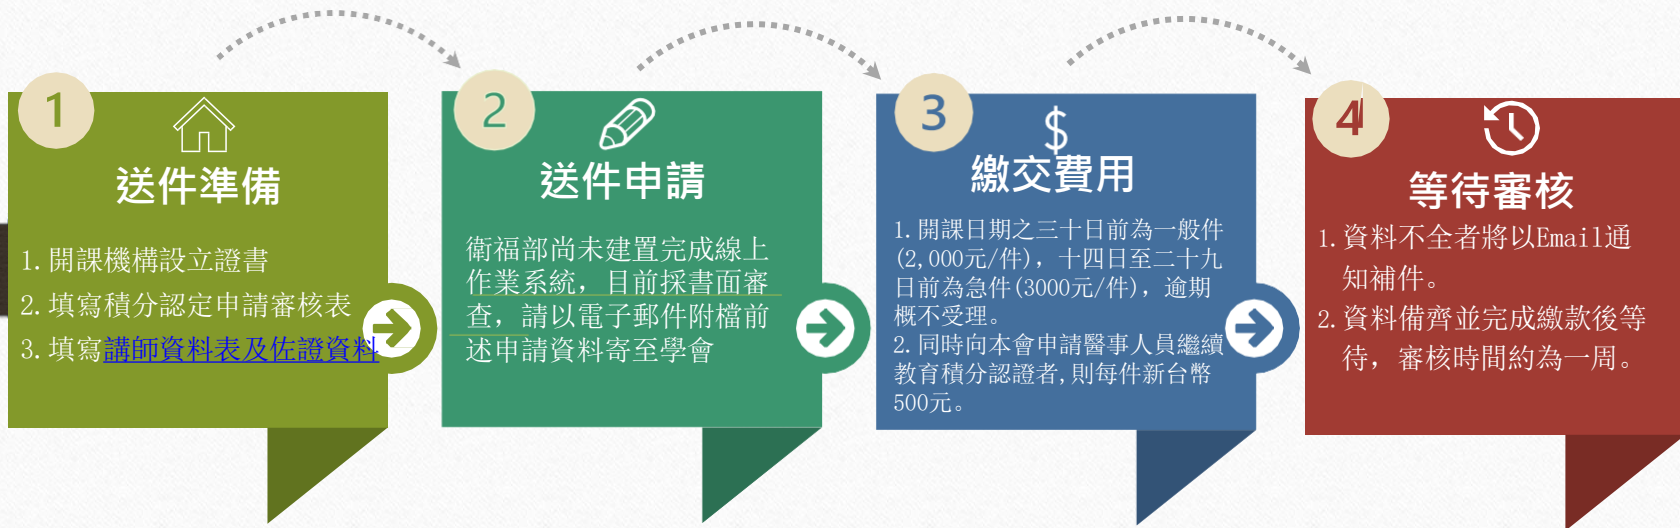 1
送件準備
1.開課機構設立證書
2.填寫積分認定申請審核表
3.填寫講師資料表及佐證資料
2
送件申請
衛福部尚未建置完成線上
作業系統，目前採書面審
查，請以電子郵件附檔前
述申請資料寄至學會
3
$
繳交費用
1.開課日期之三十日前為一般件
(2,000元/件)，十四日至二十九
日前為急件(3000元/件)，逾期
概不受理。
2.同時向本會申請醫事人員繼續
教育積分認證者,則每件新台幣
500元。
4
等待審核
1.資料不全者將以Email通
知補件。
2.資料備齊並完成繳款後等
待，審核時間約為一周。